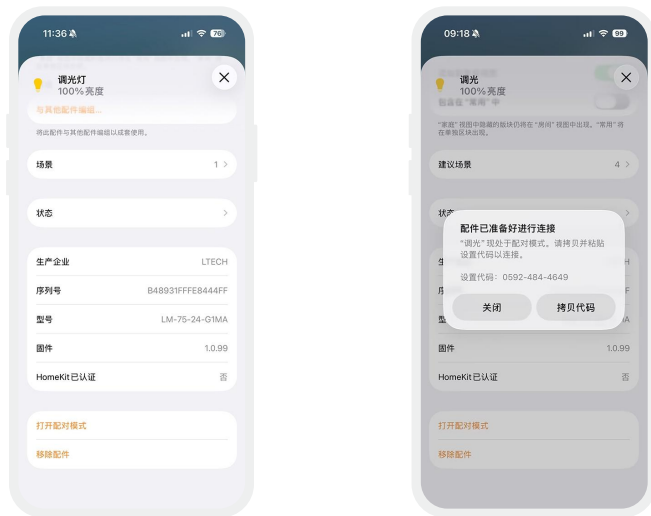 11:36
76
调光灯
100%亮度
与其他配件编组...
将此配件与其他配件编组以成套使用。
场景
1
状态
生产企业
LTECH
序列号
B48931FFFE8444FF
型号
LM-75-24-G1MA
固件
1.0.99
HomeKit已认证
否
打开配对模式
移除配件
09:18
99
调光
100%亮度
包含在“常用”中
“家庭”视图中隐藏的版块仍将在“房间”视图中出现。“常用”将
在单独区块出现。
建议场景
4
状态
配件已准备好进行连接
“调光”现处于配对模式。请拷贝并粘贴
设置代码以连接。
设置代码：0592-484-4649
关闭
拷贝代码
固件
1.0.99
HomeKit已认证
否
打开配对模式
移除配件